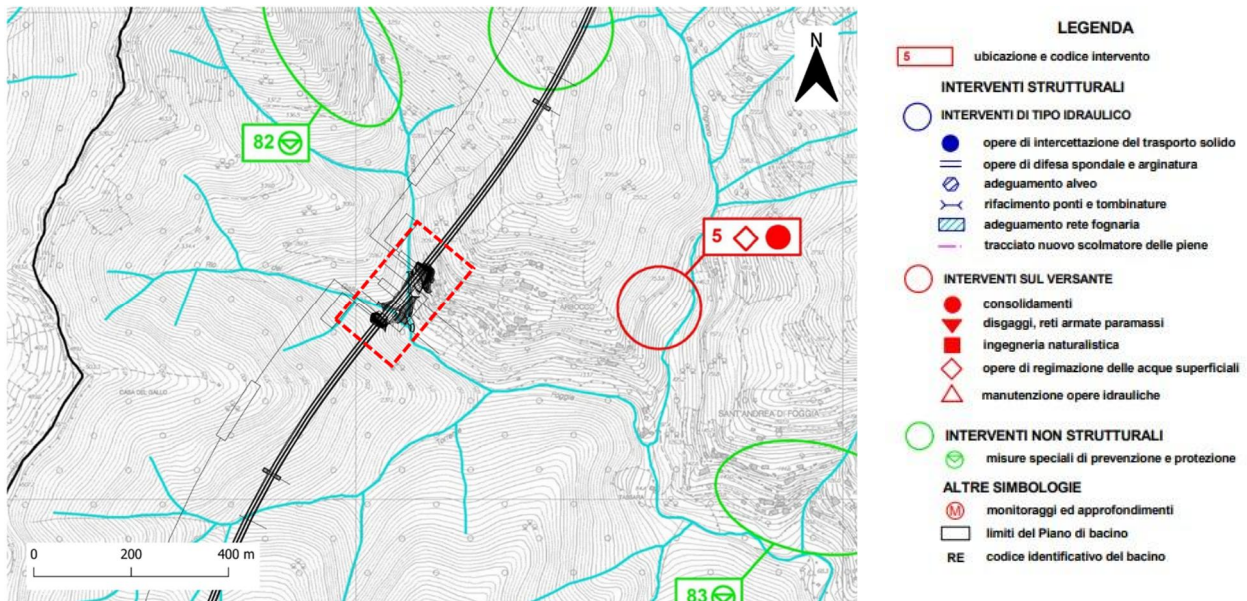 N
82
5
CASA DEL GALLO
SANT'ANDREA DI FOGGIA
83
0 200 400 m
LEGENDA
5 ubicazione e codice intervento
INTERVENTI STRUTTURALI
INTERVENTI DI TIPO IDRAULICO
opere di intercettazione del trasporto solido
opere di difesa spondale e arginatura
adeguamento alveo
rifacimento ponti e tombinature
adeguamento rete fognaria
tracciato nuovo scolmatore delle piene
INTERVENTI SUL VERSANTE
consolidamenti
disgaggi, reti armate paramassi
ingegneria naturalistica
opere di regimazione delle acque superficiali
manutenzione opere idrauliche
INTERVENTI NON STRUTTURALI
misure speciali di prevenzione e protezione
ALTRE SIMBOLOGIE
M monitoraggi ed approfondimenti
limiti del Piano di bacino
RE codice identificativo del bacino